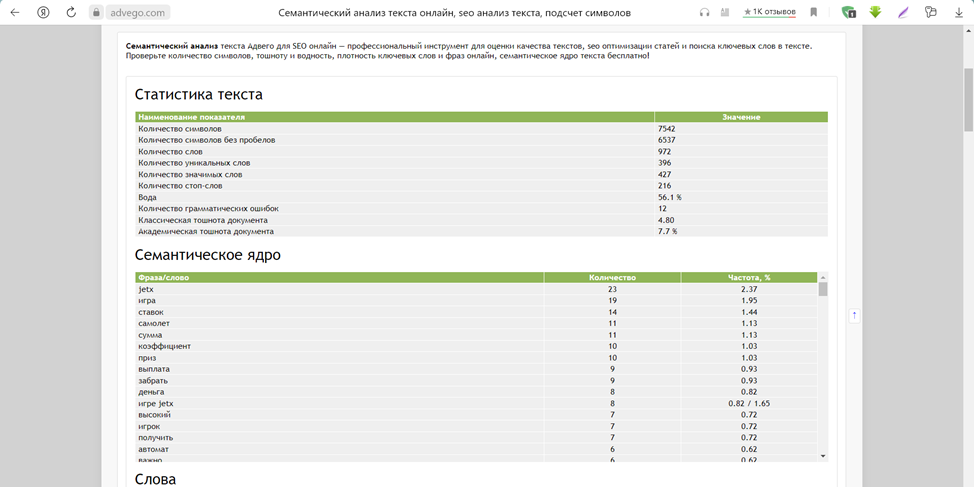 advego.com
Семантический анализ текста онлайн, seo анализ текста, подсчет символов
★ 1К отзывов
Семантический анализ текста Адвего для SEO онлайн — профессиональный инструмент для оценки качества текстов, seo оптимизации статей и поиска ключевых слов в тексте.
Проверьте количество символов, тошноту и водность, плотность ключевых слов и фраз онлайн, семантическое ядро текста бесплатно!
Статистика текста
Наименование показателя Значение
Количество символов 7542
Количество символов без пробелов 6537
Количество слов 972
Количество уникальных слов 396
Количество значимых слов 427
Количество стоп-слов 216
Вода 56.1 %
Количество грамматических ошибок 12
Классическая тошнота документа 4.80
Академическая тошнота документа 7.7 %
Семантическое ядро
Фраза/слово Количество Частота, %
jetx 23 2.37
игра 19 1.95
ставок 14 1.44
самолет 11 1.13
сумма 11 1.13
коэффициент 10 1.03
приз 10 1.03
выплата 9 0.93
забрать 9 0.93
деньга 8 0.82
игре jetx 8 0.82 / 1.65
высокий 7 0.72
игрок 7 0.72
получить 7 0.72
автомат 6 0.62
важно 6 0.62
Слова